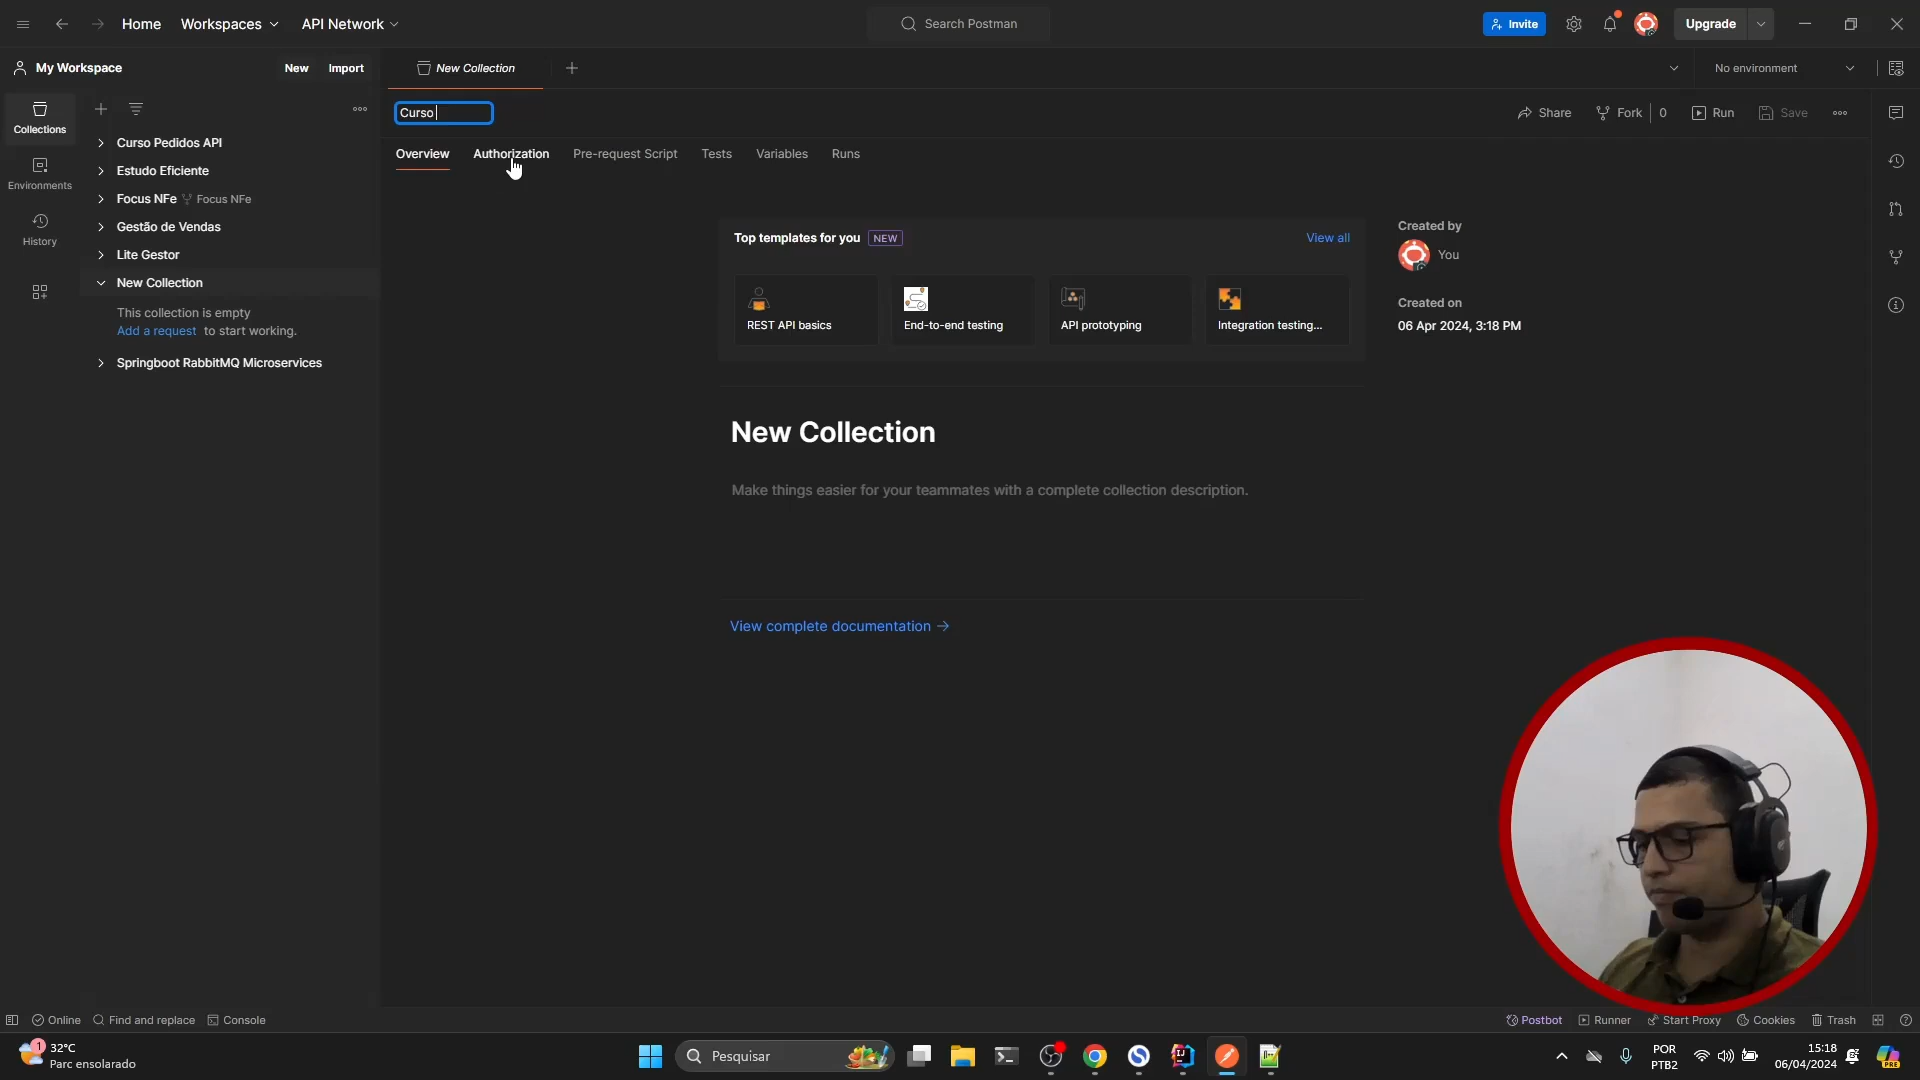 Home Workspaces API Network Search Postman Invite Upgrade
My Workspace New Import New Collection No environment
Curso Share Fork 0 Run Save
Collections
Environments
History
Curso Pedidos API
Estudo Eficiente
Focus NFe Focus NFe
Gestão de Vendas
Lite Gestor
New Collection
This collection is empty
Add a request to start working.
Springboot RabbitMQ Microservices
Overview Authorization Pre-request Script Tests Variables Runs
Top templates for you NEW View all
REST API basics End-to-end testing API prototyping Integration testing...
Created by
You
Created on
06 Apr 2024, 3:18 PM
New Collection
Make things easier for your teammates with a complete collection description.
View complete documentation →
Online Find and replace Console Postbot Runner Start Proxy Cookies Trash
1 32°C
Parc ensolarado
Pesquisar
POR
PTB2
15:18
06/04/2024
PRE